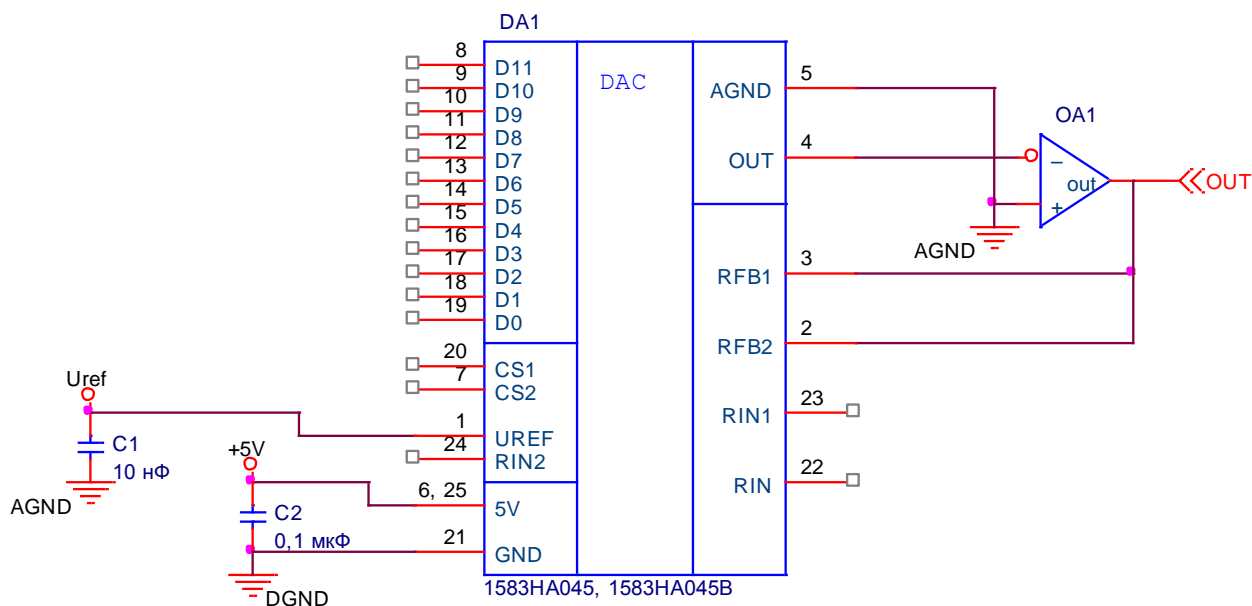 DA1
DAC
8
D11
9
D10
10
D9
11
D8
12
D7
13
D6
14
D5
15
D4
16
D3
17
D2
18
D1
19
D0
20
CS1
7
CS2
1
UREF
24
RIN2
6, 25
5V
21
GND
AGND
5
OUT
4
RFB1
3
RFB2
2
RIN1
23
RIN
22
OA1
−
out
+
OUT
AGND
Uref
C1
10 нФ
AGND
+5V
C2
0,1 мкФ
DGND
1583НА045, 1583НА045В